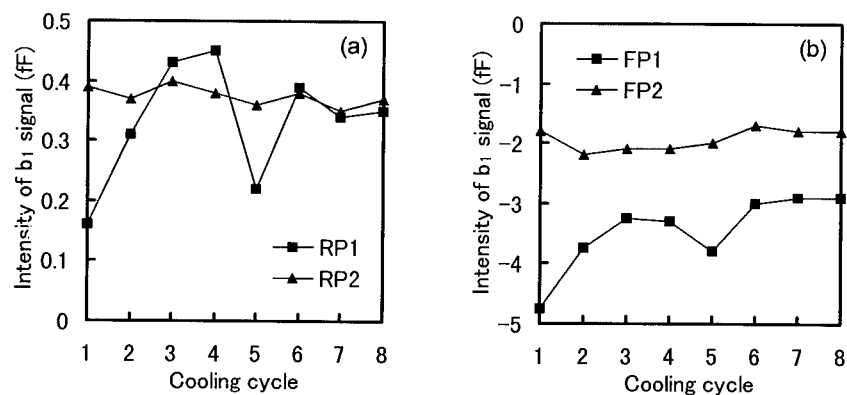 (a)
Intensity of b₁ signal (fF)
0.5
0.4
0.3
0.2
0.1
0
RP1
RP2
1 2 3 4 5 6 7 8
Cooling cycle
(b)
Intensity of b₁ signal (fF)
-0
-1
-2
-3
-4
-5
FP1
FP2
1 2 3 4 5 6 7 8
Cooling cycle